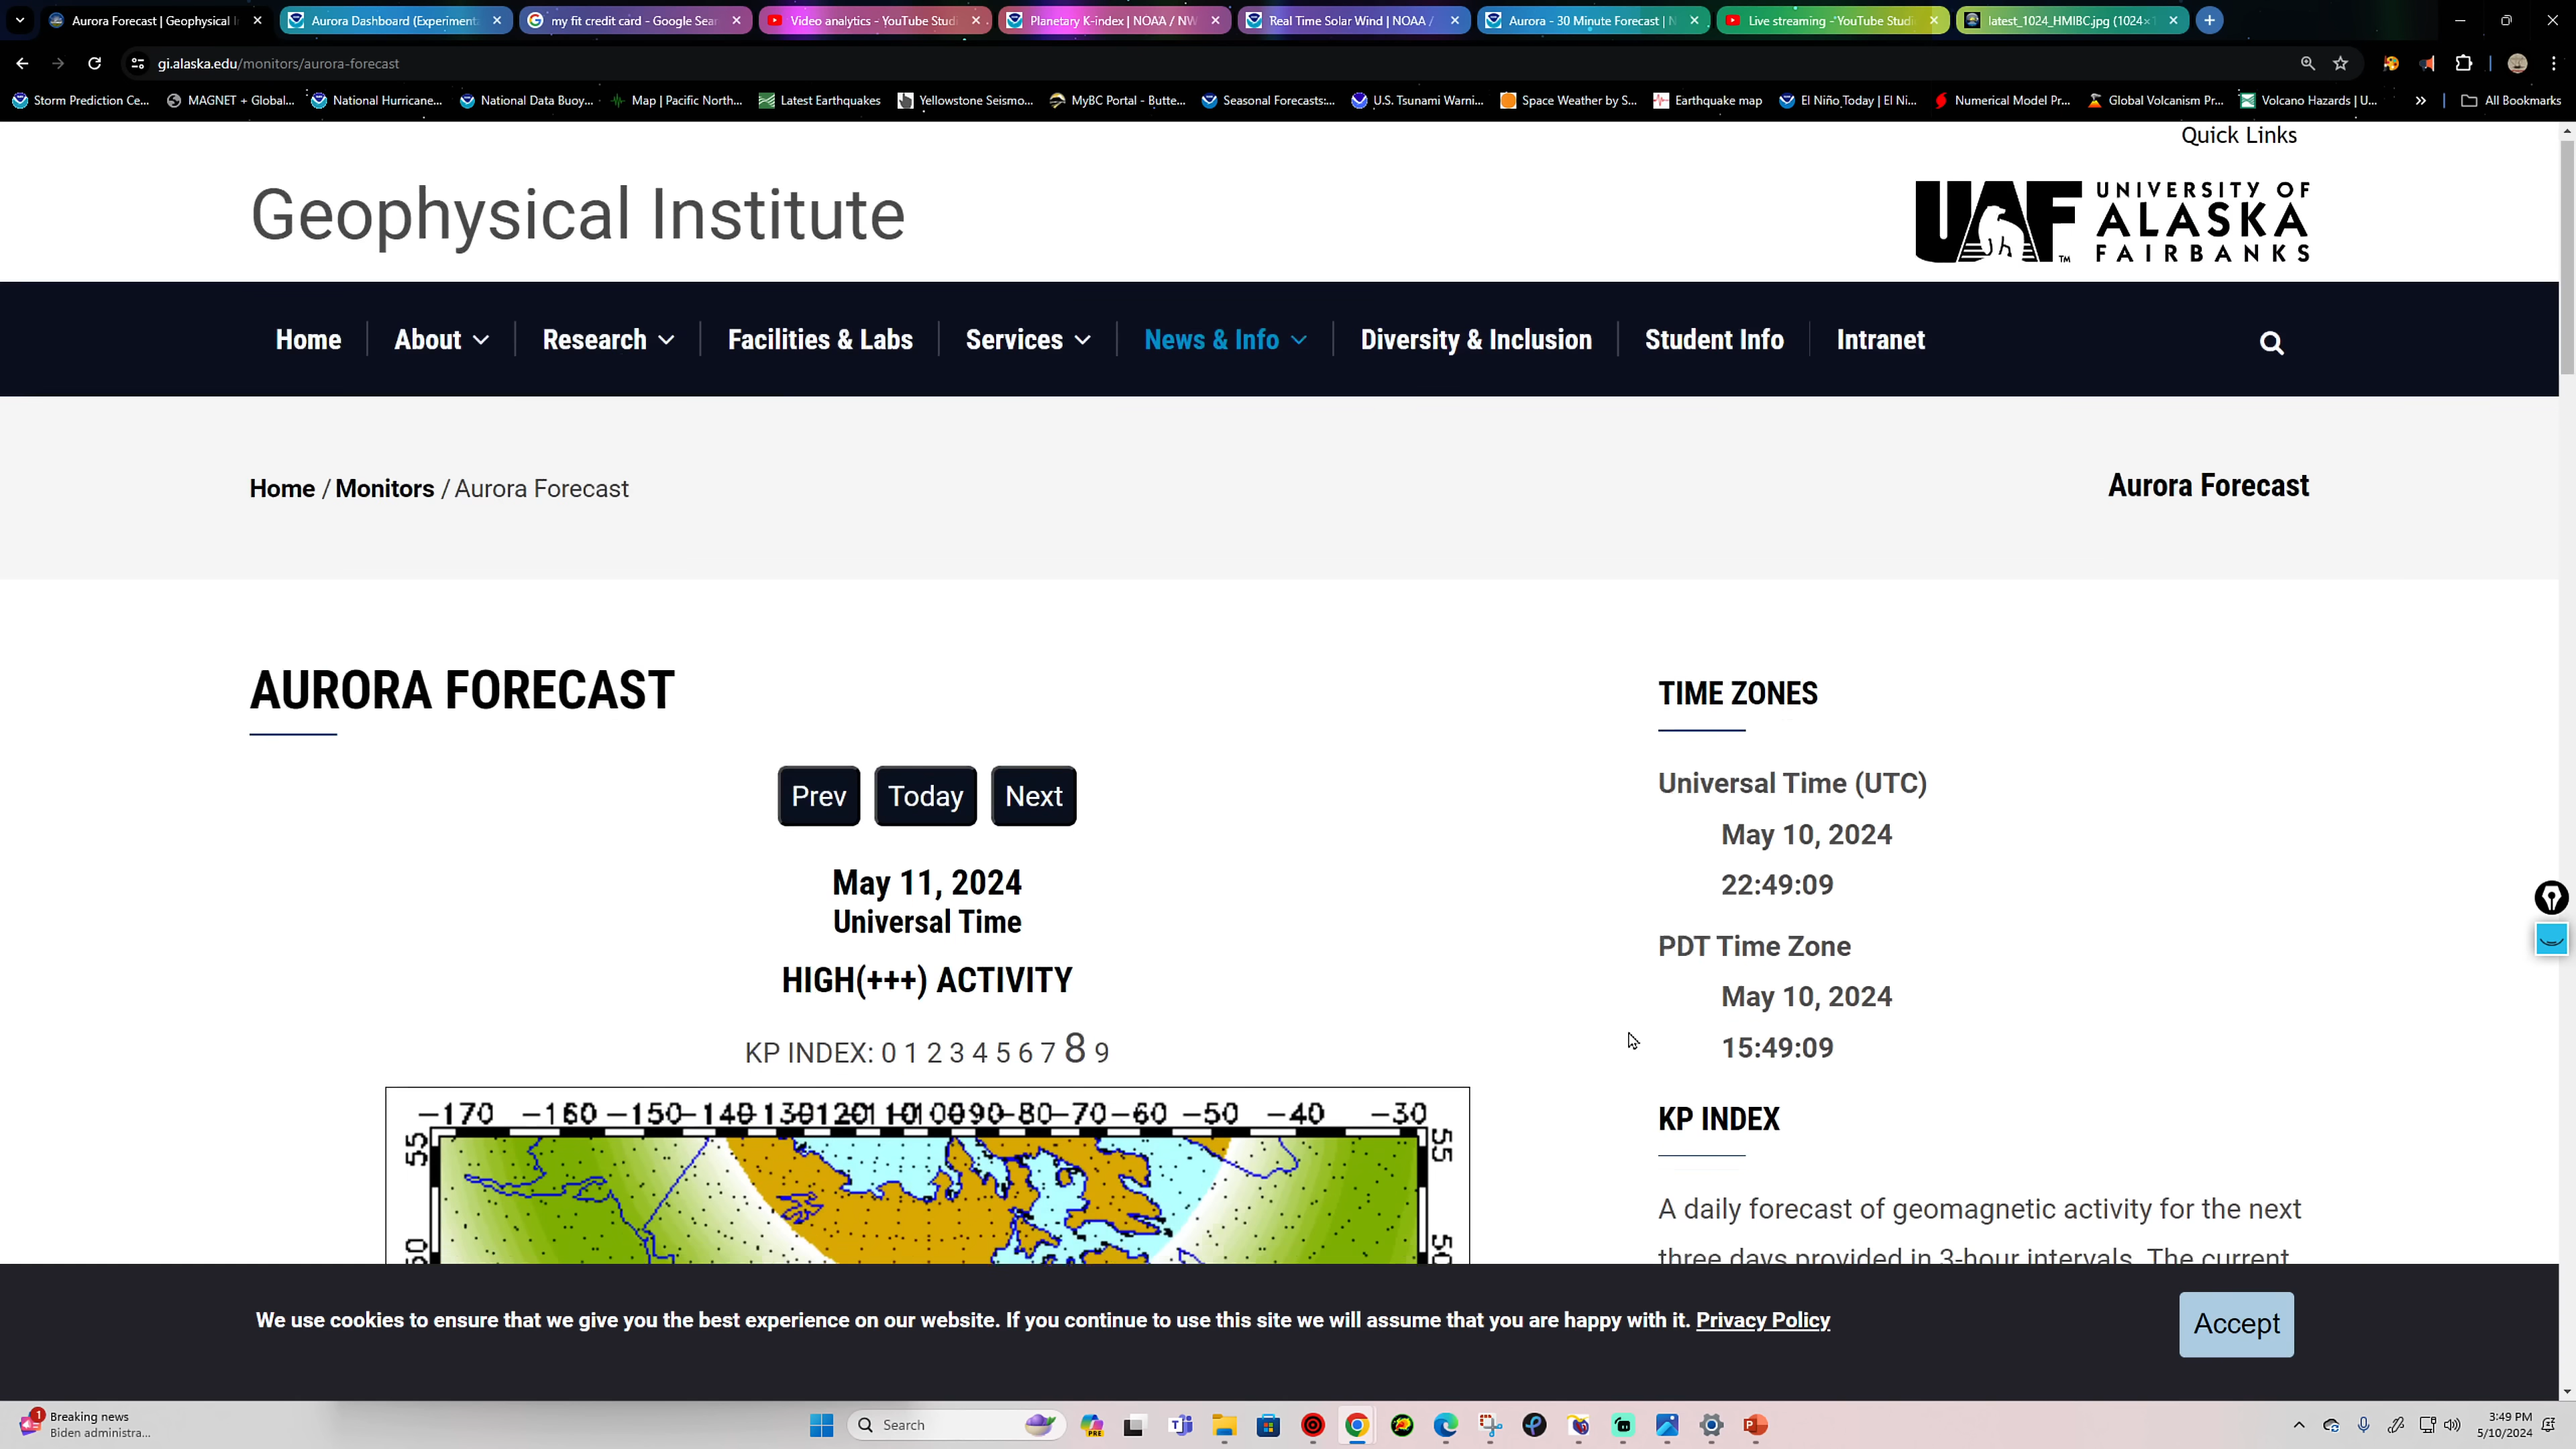 Aurora Forecast | Geophysical I
Aurora Dashboard (Experiment
my fit credit card - Google Sea
Video analytics - YouTube Studi
Planetary K-index | NOAA / NW
Real Time Solar Wind | NOAA /
Aurora - 30 Minute Forecast | N
Live streaming - YouTube Studi
latest_1024_HMIBC.jpg (1024×
gi.alaska.edu/monitors/aurora-forecast
Storm Prediction Ce...
MAGNET + Global...
National Hurricane...
National Data Buoy...
Map | Pacific North...
Latest Earthquakes
Yellowstone Seismo...
MyBC Portal - Butte...
Seasonal Forecasts:...
U.S. Tsunami Warni...
Space Weather by S...
Earthquake map
El Niño Today | El Ni...
Numerical Model Pr...
Global Volcanism Pr...
Volcano Hazards | U...
All Bookmarks
Quick Links
Geophysical Institute
UAF
TM
UNIVERSITY OF
ALASKA
FAIRBANKS
Home
About
Research
Facilities & Labs
Services
News & Info
Diversity & Inclusion
Student Info
Intranet
Home / Monitors / Aurora Forecast
Aurora Forecast
AURORA FORECAST
Prev
Today
Next
May 11, 2024
Universal Time
HIGH(+++) ACTIVITY
KP INDEX: 0 1 2 3 4 5 6 7 8 9
-170 -160 -150 -140 -130 -120 -110 -100 -90 -80 -70 -60 -50 -40 -30
55
55
50
50
TIME ZONES
Universal Time (UTC)
May 10, 2024
22:49:09
PDT Time Zone
May 10, 2024
15:49:09
KP INDEX
A daily forecast of geomagnetic activity for the next
three days provided in 3-hour intervals. The current
We use cookies to ensure that we give you the best experience on our website. If you continue to use this site we will assume that you are happy with it. Privacy Policy
Accept
1
Breaking news
Biden administra...
Search
PRE
3:49 PM
5/10/2024